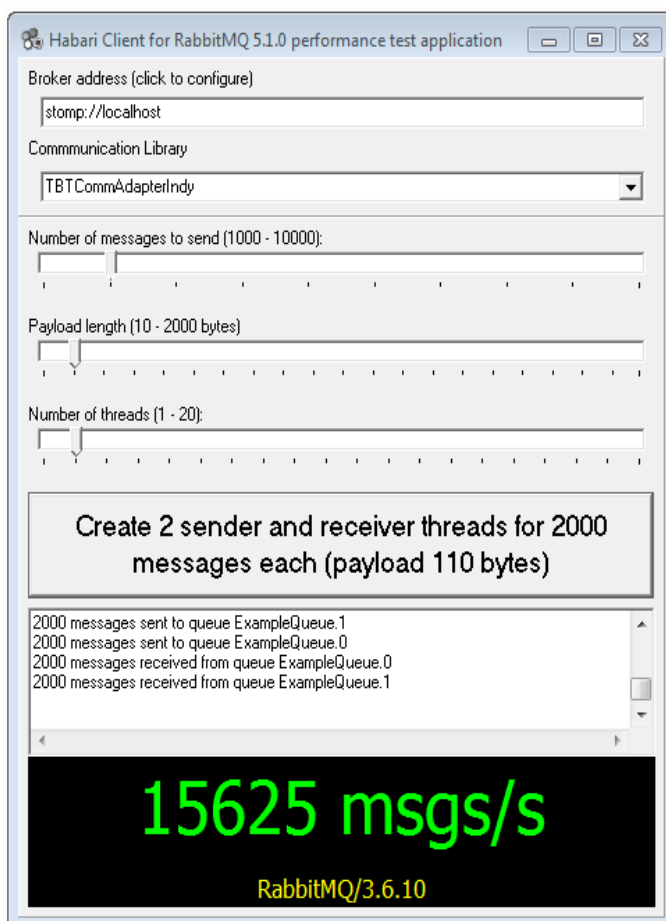 Habari Client for RabbitMQ 5.1.0 performance test application
Broker address (click to configure)
stomp://localhost
Commmunication Library
TBTCommAdapterIndy
Number of messages to send (1000 - 10000):
Payload length (10 - 2000 bytes)
Number of threads (1 - 20):
Create 2 sender and receiver threads for 2000
messages each (payload 110 bytes)
2000 messages sent to queue ExampleQueue.1
2000 messages sent to queue ExampleQueue.0
2000 messages received from queue ExampleQueue.0
2000 messages received from queue ExampleQueue.1
15625 msgs/s
RabbitMQ/3.6.10